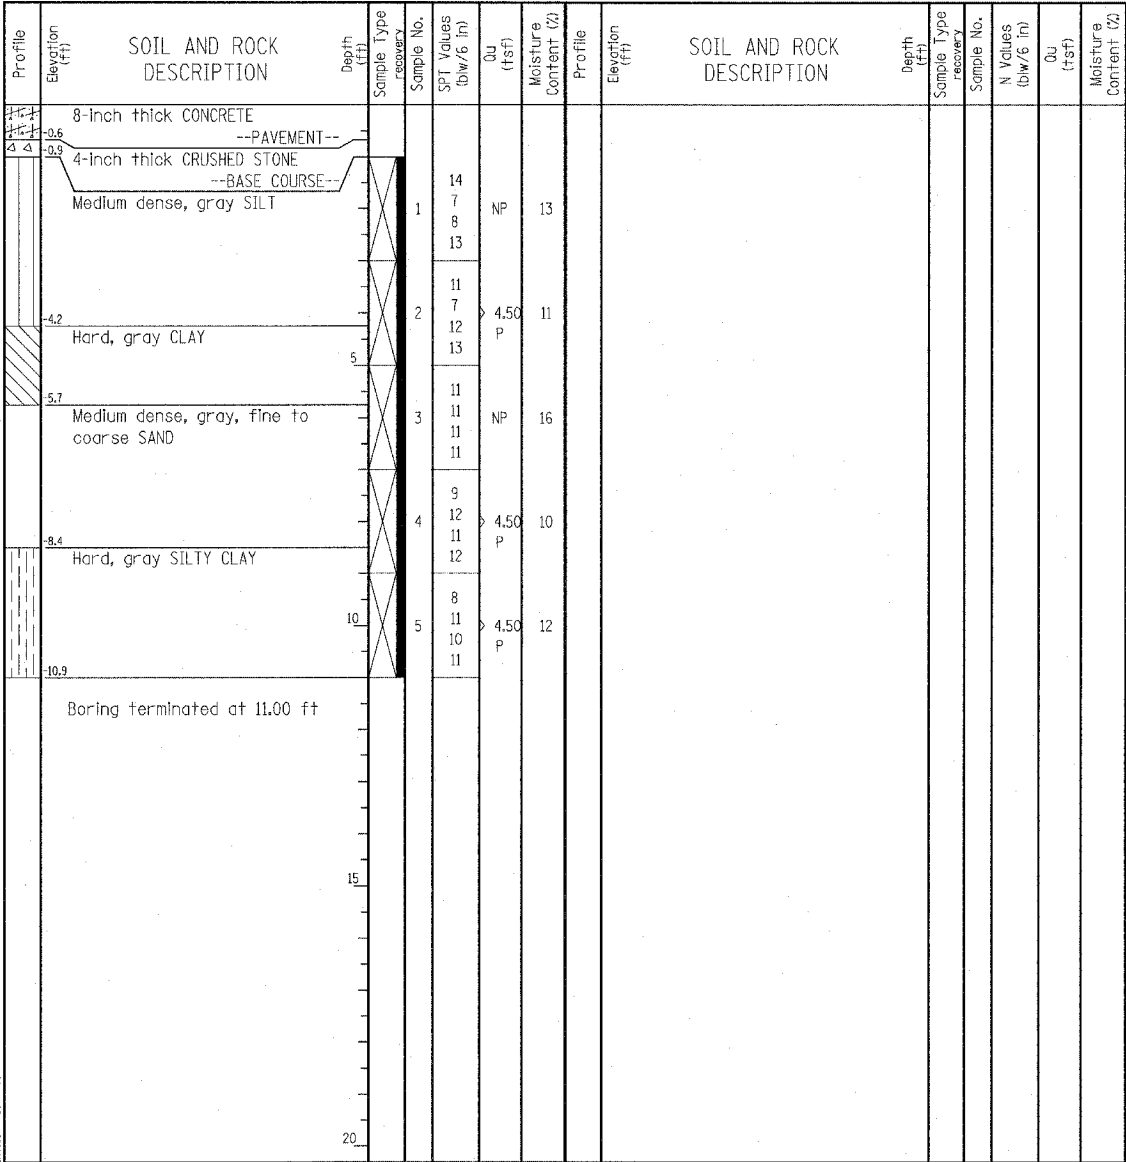 Profile
Elevation (ft)
SOIL AND ROCK
DESCRIPTION
Depth (ft)
Sample Type
recovery
Sample No.
SPT Values
(blw/6 in)
Qu
(tsf)
Moisture
Content (%)
Profile
Elevation (ft)
SOIL AND ROCK
DESCRIPTION
Depth (ft)
Sample Type
recovery
Sample No.
N Values
(blw/6 in)
Qu
(tsf)
Moisture
Content (%)
8-inch thick CONCRETE
-0.6
--PAVEMENT--
-0.9
4-inch thick CRUSHED STONE
--BASE COURSE--
Medium dense, gray SILT
14
7
8
13
1
NP
13
11
7
12
13
2
> 4.50
P
11
-4.2
Hard, gray CLAY
5
-5.7
Medium dense, gray, fine to
coarse SAND
11
11
11
11
3
NP
16
9
12
11
12
4
> 4.50
P
10
-8.4
Hard, gray SILTY CLAY
8
11
10
11
10
5
> 4.50
P
12
-10.9
Boring terminated at 11.00 ft
15
20